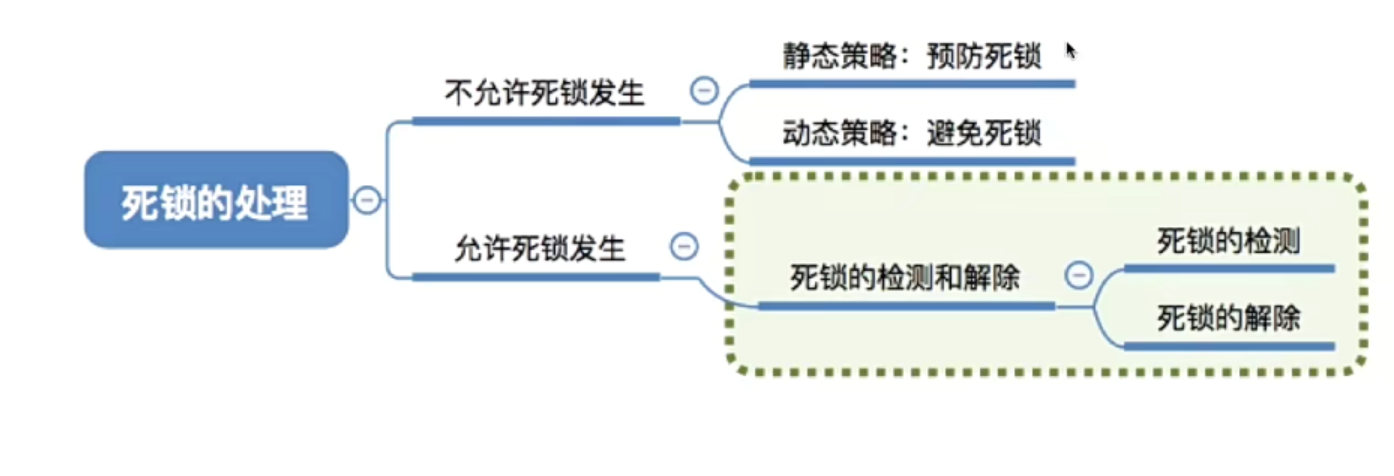 死锁的处理
不允许死锁发生
静态策略：预防死锁
动态策略：避免死锁
允许死锁发生
死锁的检测和解除
死锁的检测
死锁的解除